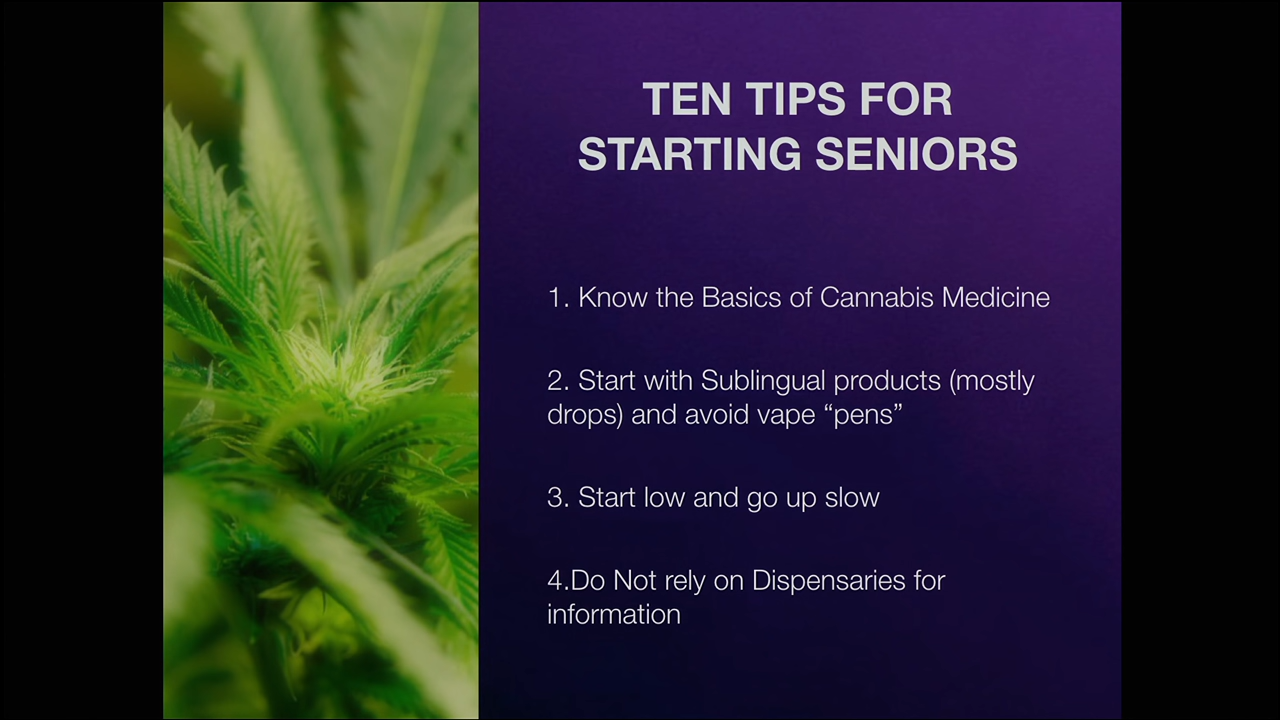 TEN TIPS FOR
STARTING SENIORS
1. Know the Basics of Cannabis Medicine
2. Start with Sublingual products (mostly
drops) and avoid vape “pens”
3. Start low and go up slow
4.Do Not rely on Dispensaries for
information